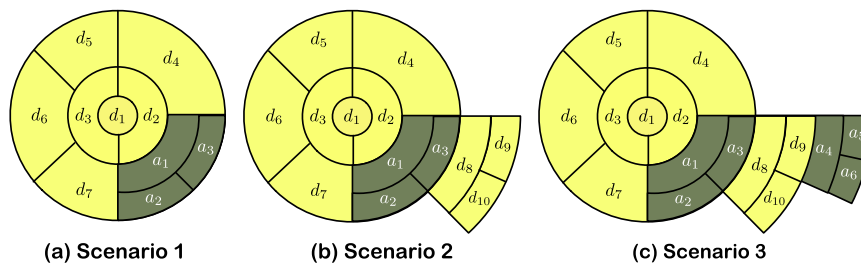 d5
d4
d6
d3
d1
d2
a1
a3
a2
d7
(a) Scenario 1
d5
d4
d6
d3
d1
d2
a1
a3
a2
d7
d8
d9
d10
(b) Scenario 2
d5
d4
d6
d3
d1
d2
a1
a3
a2
d7
d8
d9
d10
a4
a5
a6
(c) Scenario 3